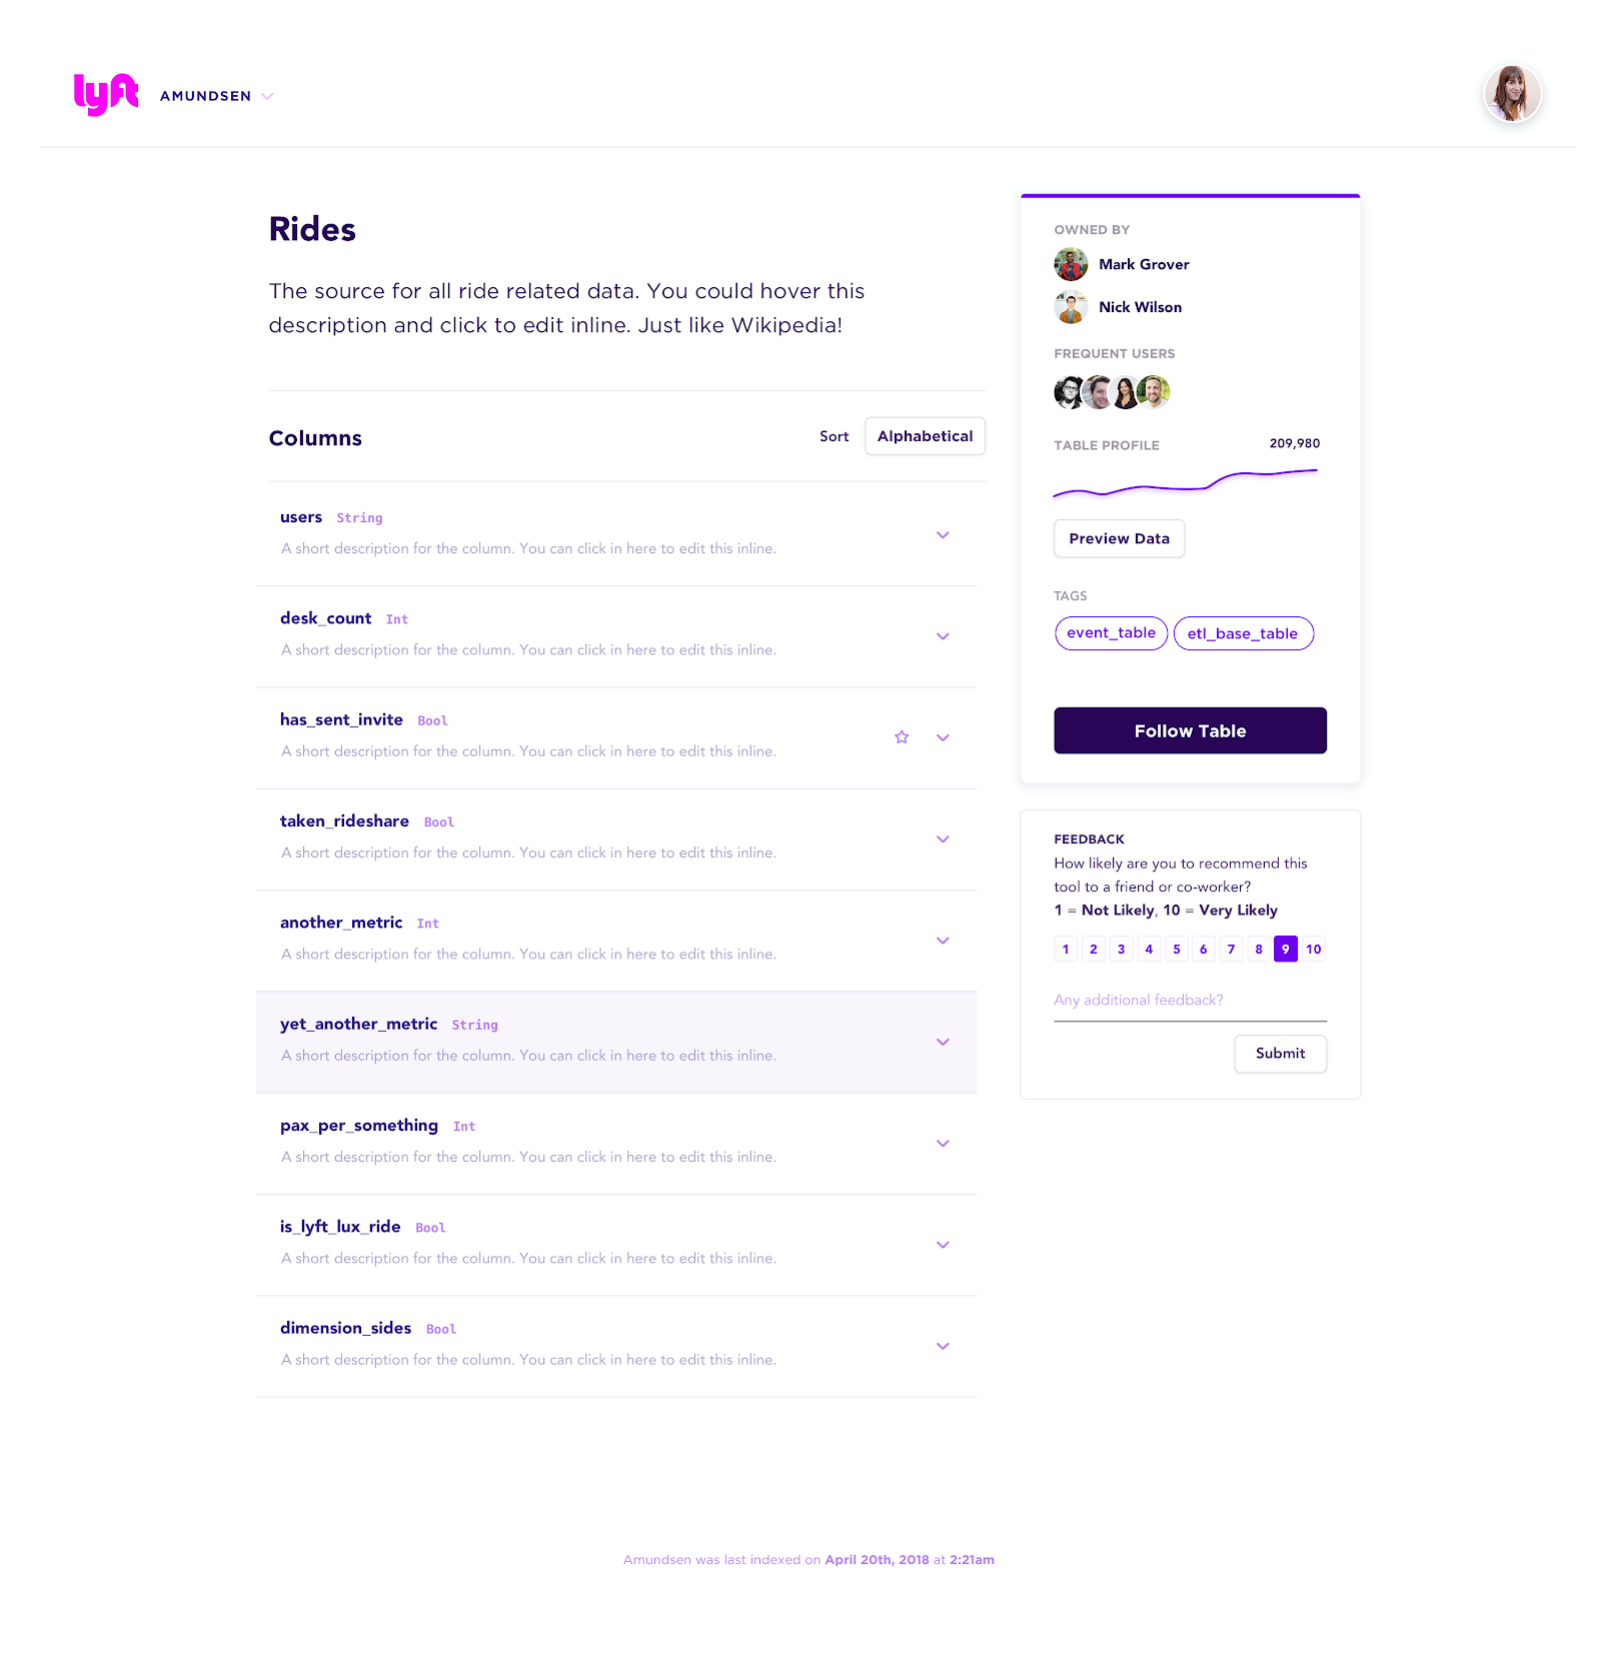 lyft AMUNDSEN
Rides
The source for all ride related data. You could hover this
description and click to edit inline. Just like Wikipedia!
Columns
Sort Alphabetical
users String
A short description for the column. You can click in here to edit this inline.
desk_count Int
A short description for the column. You can click in here to edit this inline.
has_sent_invite Bool
A short description for the column. You can click in here to edit this inline.
taken_rideshare Bool
A short description for the column. You can click in here to edit this inline.
another_metric Int
A short description for the column. You can click in here to edit this inline.
yet_another_metric String
A short description for the column. You can click in here to edit this inline.
pax_per_something Int
A short description for the column. You can click in here to edit this inline.
is_lyft_lux_ride Bool
A short description for the column. You can click in here to edit this inline.
dimension_sides Bool
A short description for the column. You can click in here to edit this inline.
OWNED BY
Mark Grover
Nick Wilson
FREQUENT USERS
TABLE PROFILE 209,980
Preview Data
TAGS
event_table etl_base_table
Follow Table
FEEDBACK
How likely are you to recommend this
tool to a friend or co-worker?
1 = Not Likely, 10 = Very Likely
1 2 3 4 5 6 7 8 9 10
Any additional feedback?
Submit
Amundsen was last indexed on April 20th, 2018 at 2:21am